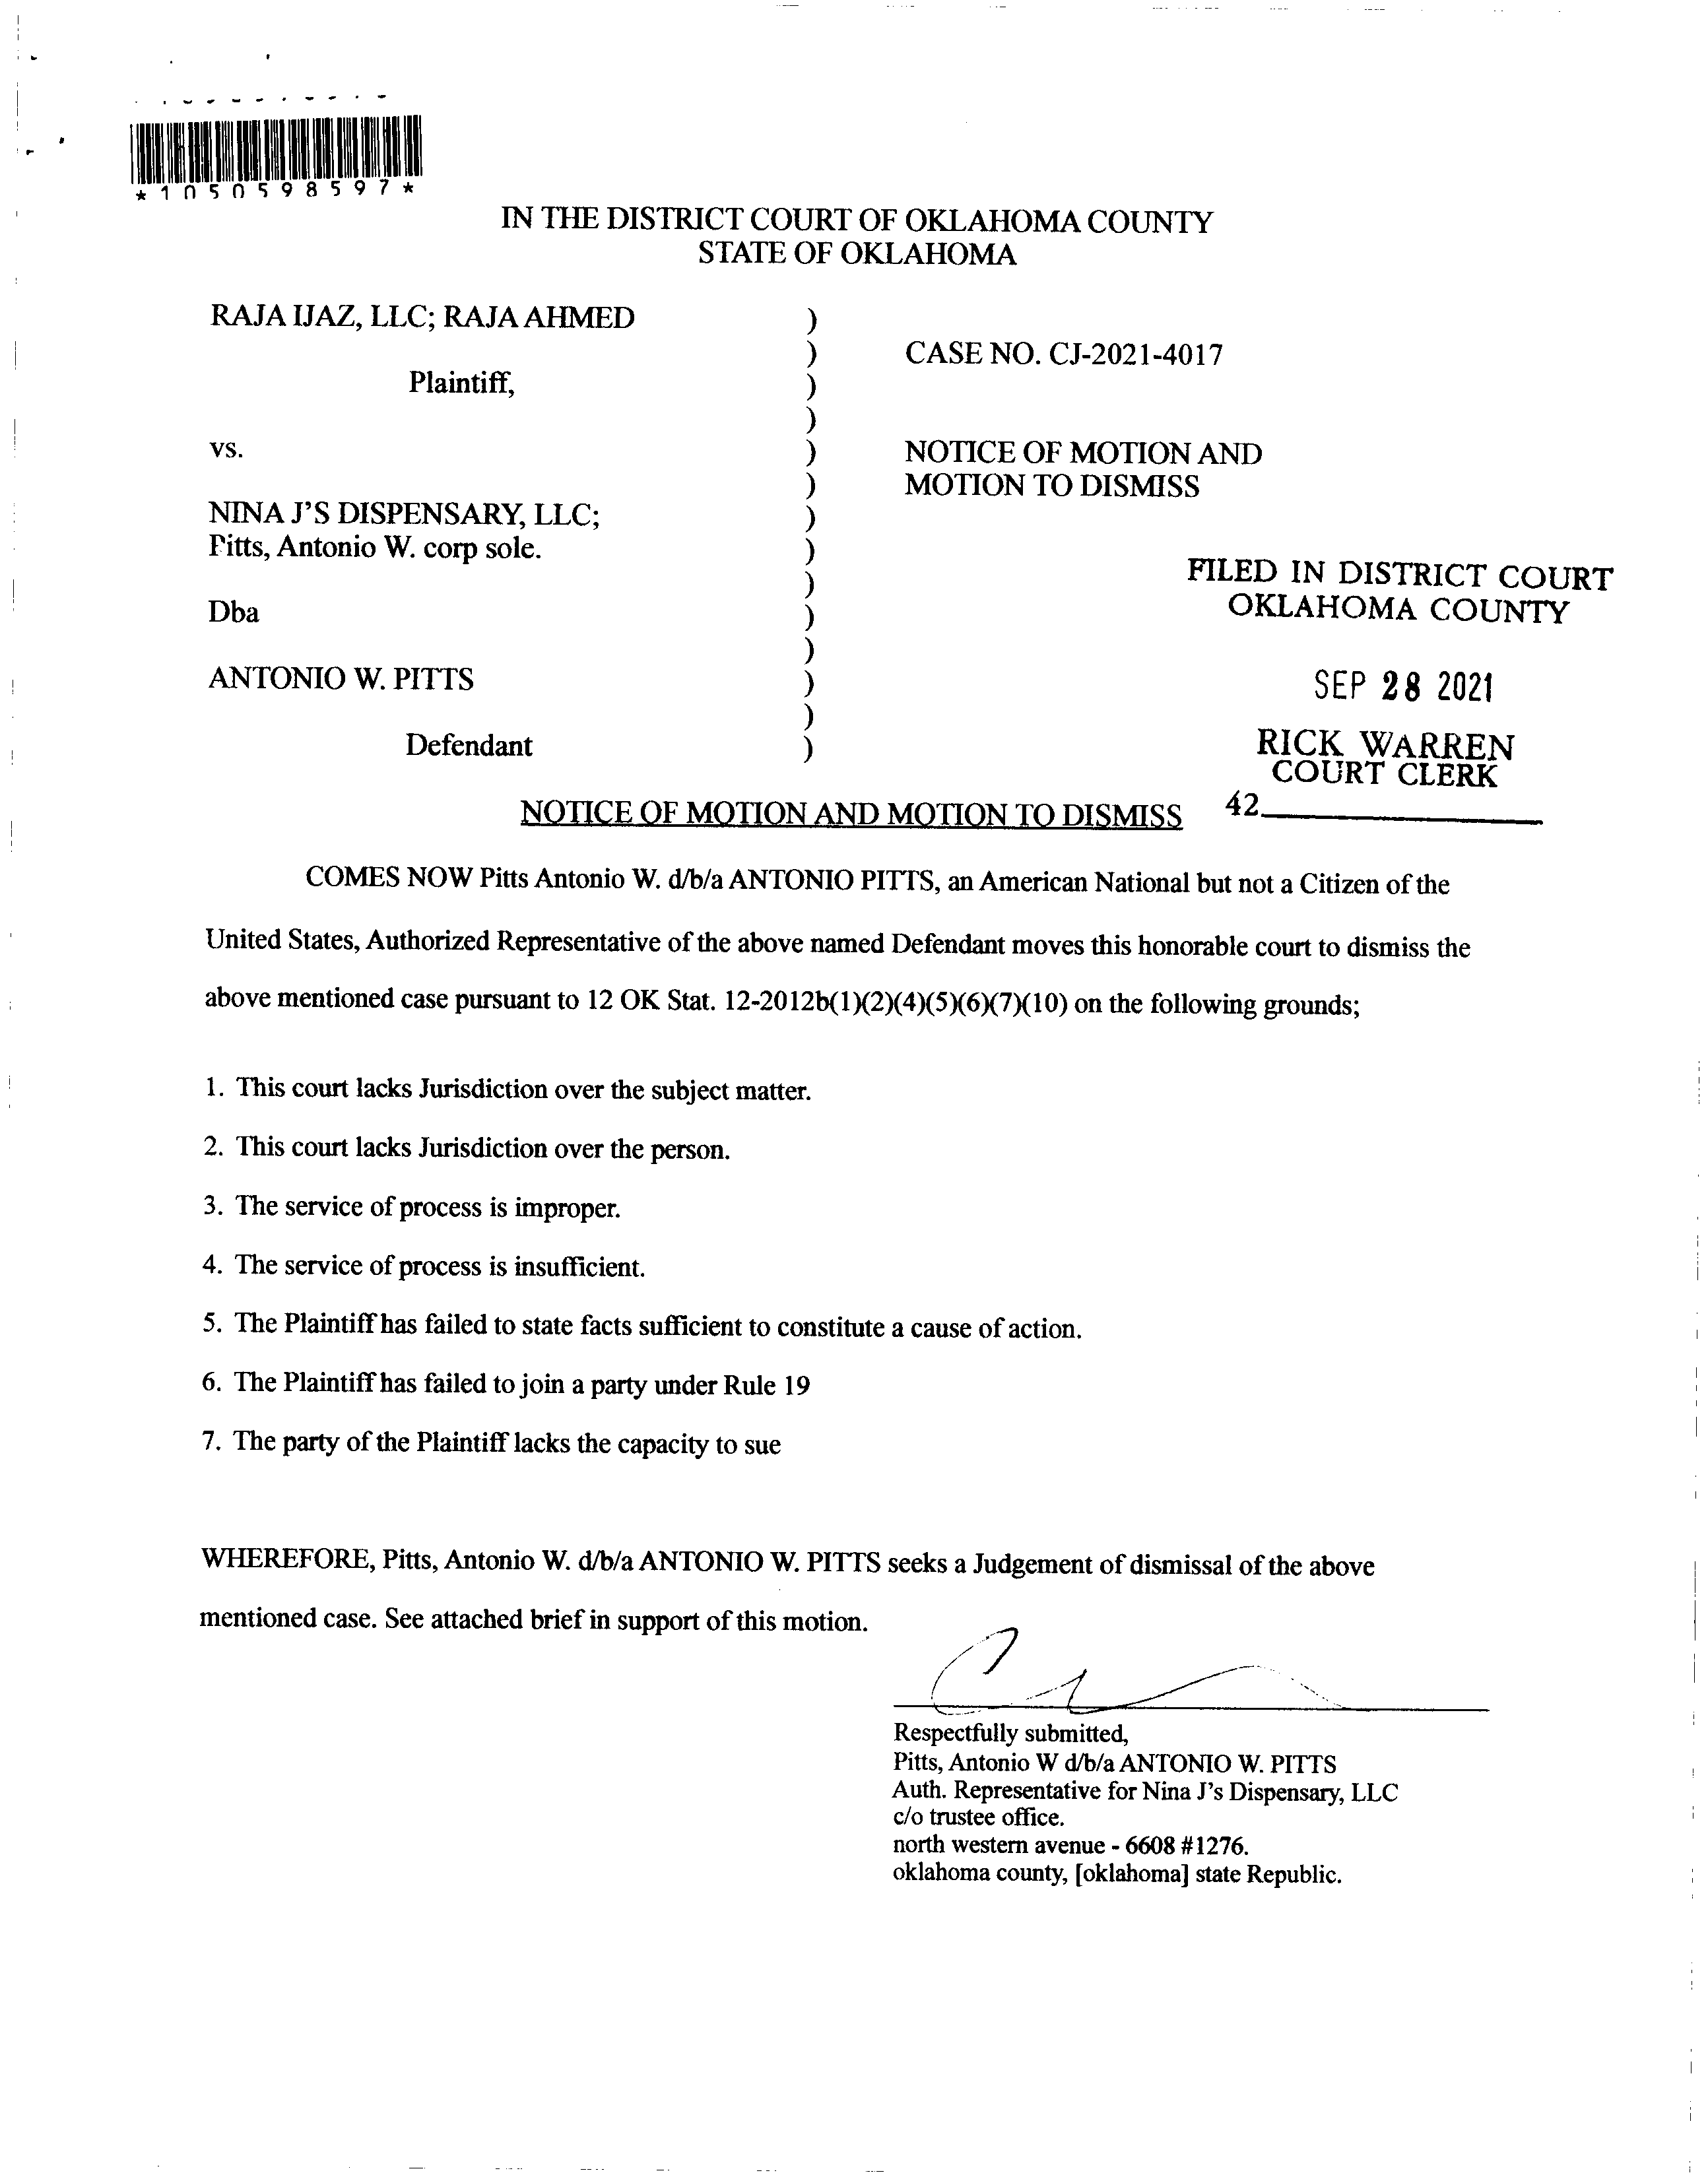 *1050598597*
IN THE DISTRICT COURT OF OKLAHOMA COUNTY
STATE OF OKLAHOMA
RAJA IJAZ, LLC; RAJA AHMED )
) CASE NO. CJ-2021-4017
Plaintiff, )
)
vs. ) NOTICE OF MOTION AND
) MOTION TO DISMISS
NINA J'S DISPENSARY, LLC; )
Pitts, Antonio W. corp sole. )
)
Dba )
)
ANTONIO W. PITTS )
)
Defendant )
FILED IN DISTRICT COURT
OKLAHOMA COUNTY
SEP 28 2021
RICK WARREN
COURT CLERK
42
NOTICE OF MOTION AND MOTION TO DISMISS
COMES NOW Pitts Antonio W. d/b/a ANTONIO PITTS, an American National but not a Citizen of the
United States, Authorized Representative of the above named Defendant moves this honorable court to dismiss the
above mentioned case pursuant to 12 OK Stat. 12-2012b(1)(2)(4)(5)(6)(7)(10) on the following grounds;
1. This court lacks Jurisdiction over the subject matter.
2. This court lacks Jurisdiction over the person.
3. The service of process is improper.
4. The service of process is insufficient.
5. The Plaintiff has failed to state facts sufficient to constitute a cause of action.
6. The Plaintiff has failed to join a party under Rule 19
7. The party of the Plaintiff lacks the capacity to sue
WHEREFORE, Pitts, Antonio W. d/b/a ANTONIO W. PITTS seeks a Judgement of dismissal of the above
mentioned case. See attached brief in support of this motion.
Respectfully submitted,
Pitts, Antonio W d/b/a ANTONIO W. PITTS
Auth. Representative for Nina J's Dispensary, LLC
c/o trustee office.
north western avenue - 6608 #1276.
oklahoma county, [oklahoma] state Republic.